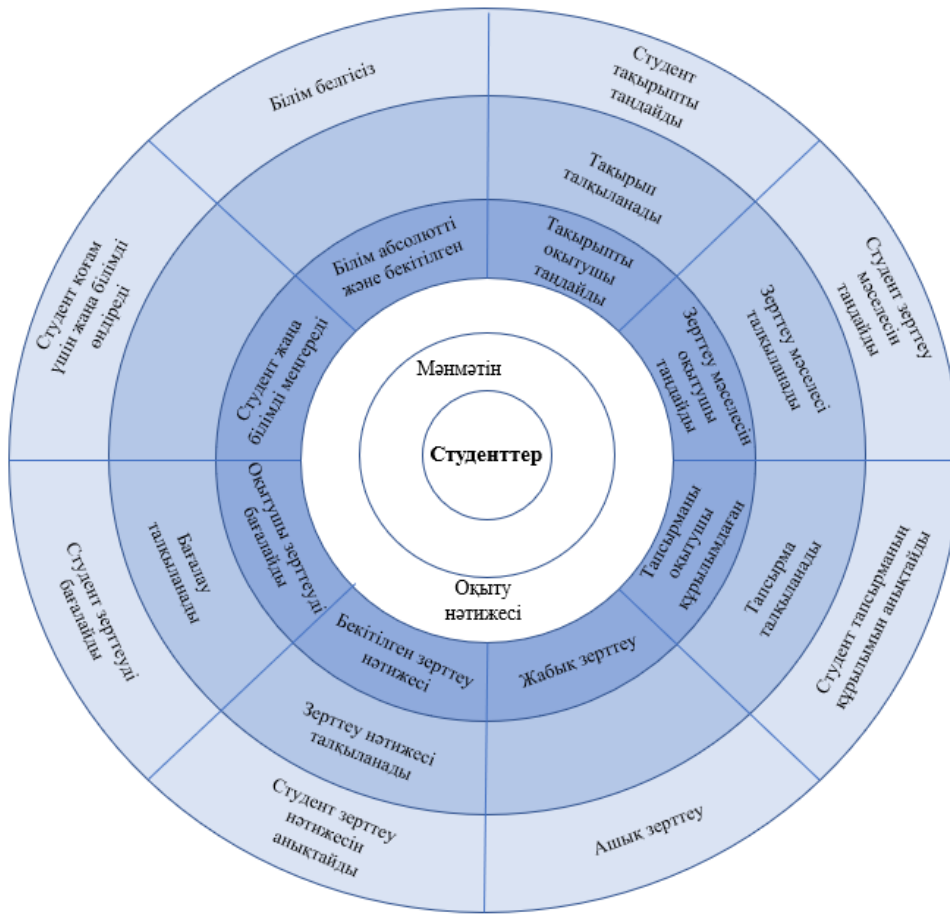 Білім белгісіз
Студент
тақырыпты
таңдайды
Студент зерттеу
мәселесін
таңдайды
Студент тапсырманың
құрылымын анықтайды
Ашық зерттеу
Студент зерттеу
нәтижесін
анықтайды
Студент зерттеуді
бағалайды
Студент қоғам
үшін жаңа білімді
өндіреді
Тақырып
талқыланады
Зерттеу мәселесі
талқыланады
Тапсырма
талқыланады
Зерттеу нәтижесі
талқыланады
Бағалау
талқыланады
Білім абсолютті
және бекітілген
Тақырыпты
оқытушы
таңдайды
Зерттеу мәселесін
оқытушы
таңдайды
Тапсырманы
оқытушы
құрылымдаған
Жабық зерттеу
Бекітілген зерттеу
нәтижесі
Оқытушы зерттеуді
бағалайды
Студент жаңа
білімді меңгереді
Мәнмәтін
Студенттер
Оқыту
нәтижесі